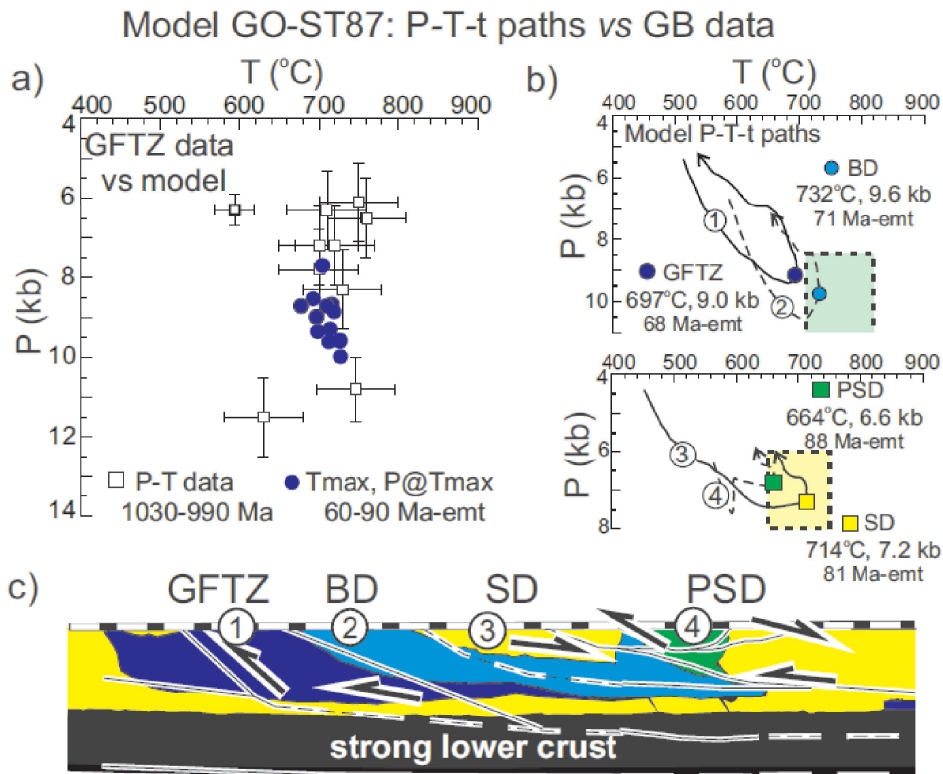 Model GO-ST87: P-T-t paths vs GB data
a)
T (°C)
400 500 600 700 800 900
4
6
8
10
12
14
P (kb)
GFTZ data
vs model
P-T data
1030-990 Ma
Tmax, P@Tmax
60-90 Ma-emt
b)
T (°C)
400 500 600 700 800 900
4
6
8
10
P (kb)
Model P-T-t paths
BD
732°C, 9.6 kb
71 Ma-emt
1
GFTZ
697°C, 9.0 kb
68 Ma-emt
2
400 500 600 700 800 900
4
6
8
P (kb)
PSD
664°C, 6.6 kb
88 Ma-emt
3
4
SD
714°C, 7.2 kb
81 Ma-emt
c)
GFTZ BD SD PSD
1 2 3 4
strong lower crust